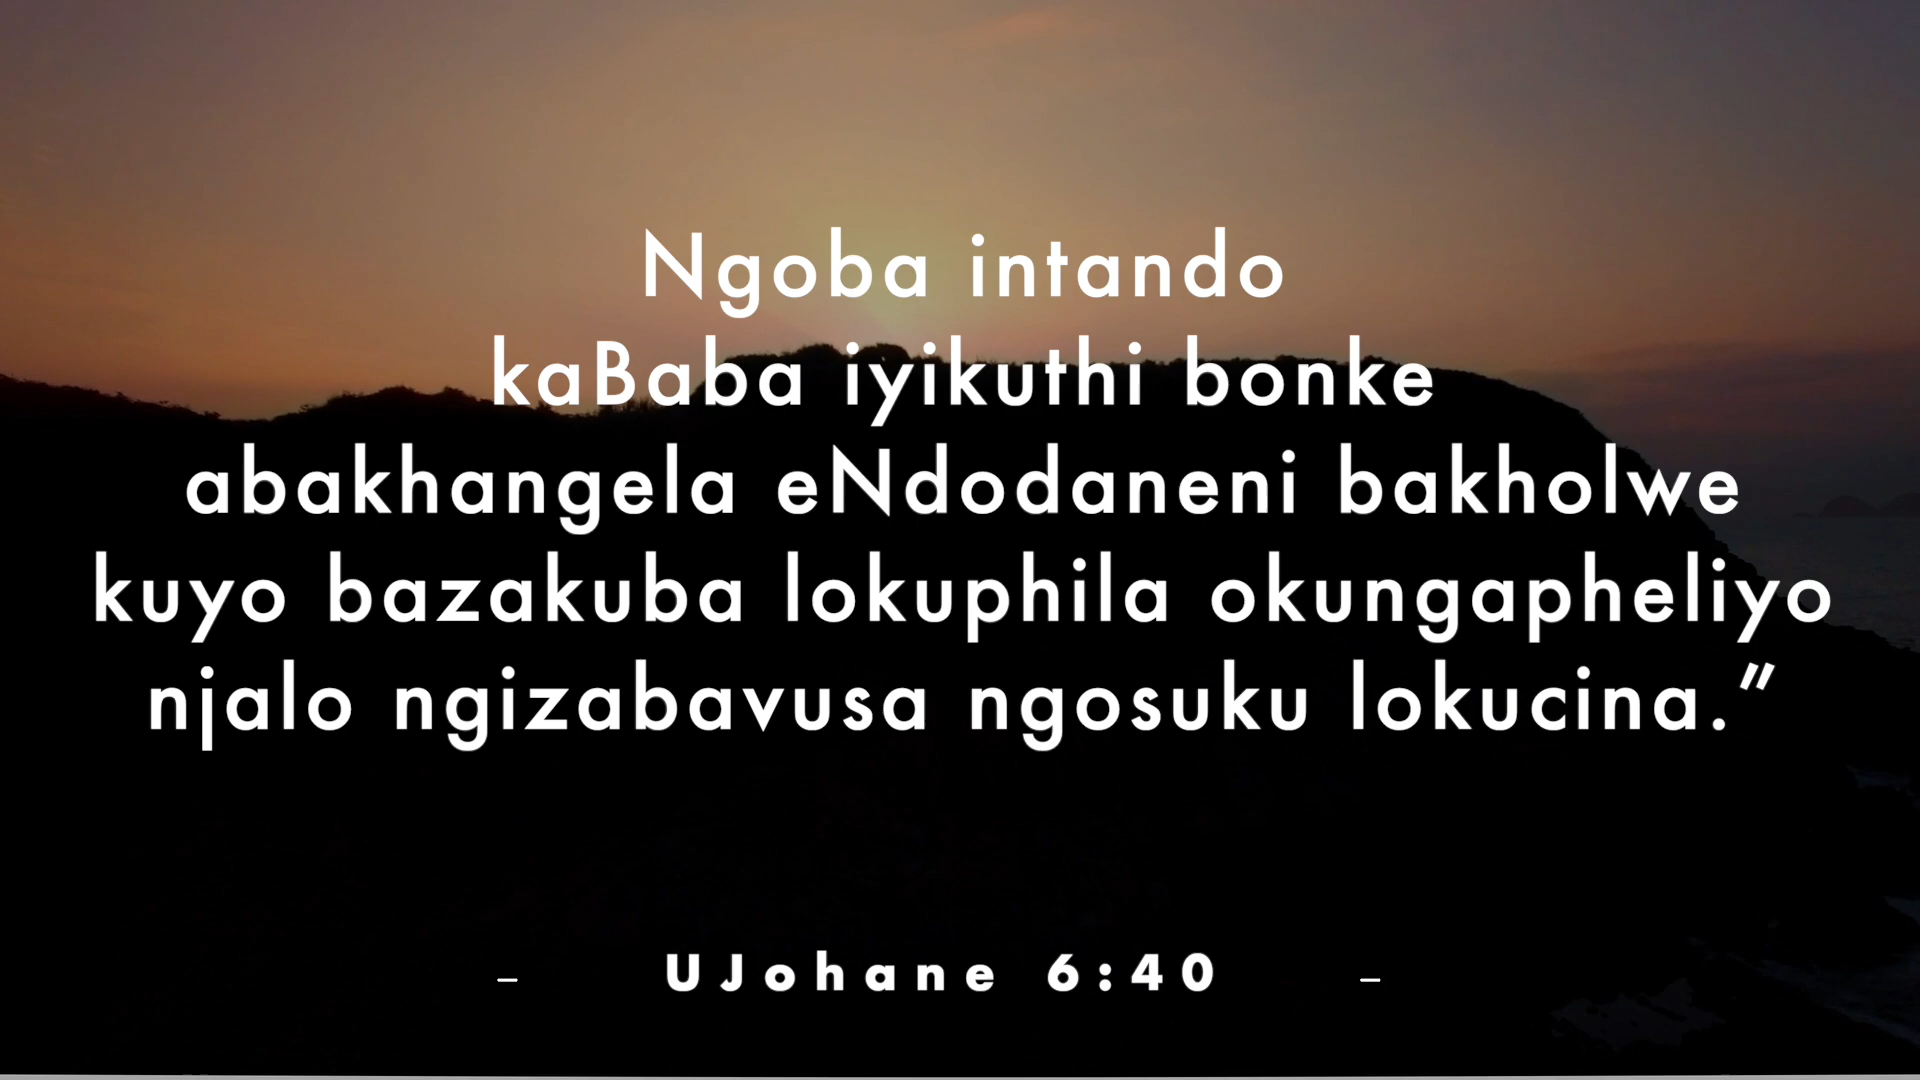 Ngoba intando
kaBaba iyikuthi bonke
abakhangela eNdodaneni bakholwe
kuyo bazakuba lokuphila okungapheliyo
njalo ngizabavusa ngosuku lokucina.”
– UJohane 6:40 –